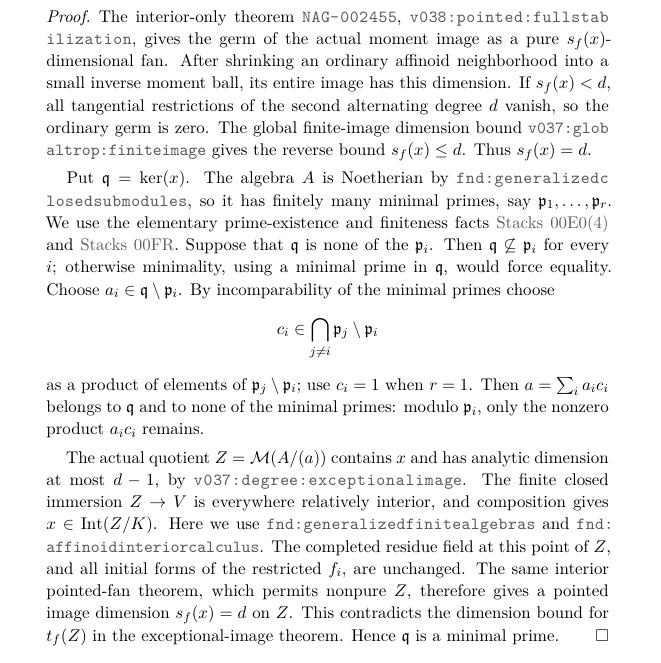 Proof. The interior-only theorem NAG-002455, v038:pointed:fullstab
ilization, gives the germ of the actual moment image as a pure s_f(x)-
dimensional fan. After shrinking an ordinary affinoid neighborhood into a
small inverse moment ball, its entire image has this dimension. If s_f(x) < d,
all tangential restrictions of the second alternating degree d vanish, so the
ordinary germ is zero. The global finite-image dimension bound v037:glob
altrop:finiteimage gives the reverse bound s_f(x) ≤ d. Thus s_f(x) = d.
Put 𝔮 = ker(x). The algebra A is Noetherian by fnd:generalizedc
losedsubmodules, so it has finitely many minimal primes, say 𝔭_1, . . . , 𝔭_r.
We use the elementary prime-existence and finiteness facts Stacks 00E0(4)
and Stacks 00FR. Suppose that 𝔮 is none of the 𝔭_i. Then 𝔮 ⊈ 𝔭_i for every
i; otherwise minimality, using a minimal prime in 𝔮, would force equality.
Choose a_i ∈ 𝔮 \ 𝔭_i. By incomparability of the minimal primes choose
c_i ∈ ⋂_{j≠i} 𝔭_j \ 𝔭_i
as a product of elements of 𝔭_j \ 𝔭_i; use c_i = 1 when r = 1. Then a = ∑_i a_i c_i
belongs to 𝔮 and to none of the minimal primes: modulo 𝔭_i, only the nonzero
product a_i c_i remains.
The actual quotient Z = ℳ(A/(a)) contains x and has analytic dimension
at most d − 1, by v037:degree:exceptionalimage. The finite closed
immersion Z → V is everywhere relatively interior, and composition gives
x ∈ Int(Z/K). Here we use fnd:generalizedfinitealgebras and fnd:
affinoidinteriorcalculus. The completed residue field at this point of Z,
and all initial forms of the restricted f_i, are unchanged. The same interior
pointed-fan theorem, which permits nonpure Z, therefore gives a pointed
image dimension s_f(x) = d on Z. This contradicts the dimension bound for
t_f(Z) in the exceptional-image theorem. Hence 𝔮 is a minimal prime. □